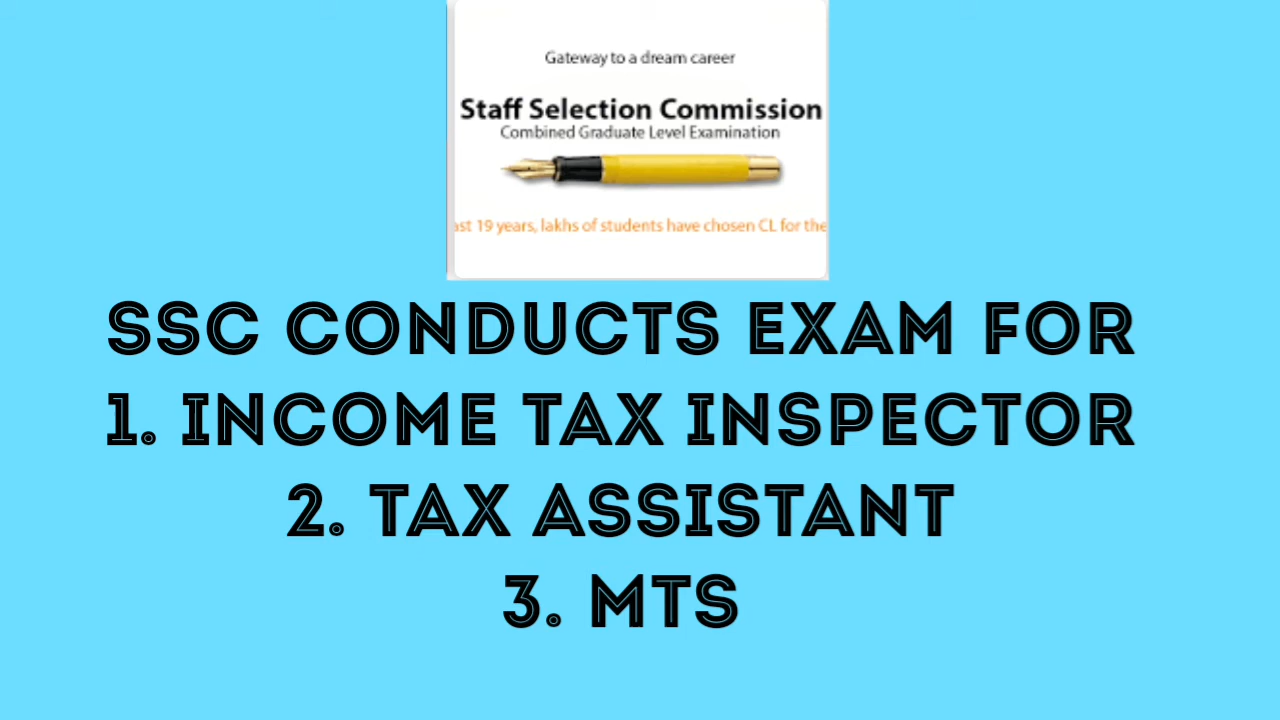 Gateway to a dream career
Staff Selection Commission
Combined Graduate Level Examination
19 years, lakhs of students have chosen CL for the
SSC CONDUCTS EXAM FOR
1. INCOME TAX INSPECTOR
2. TAX ASSISTANT
3. MTS